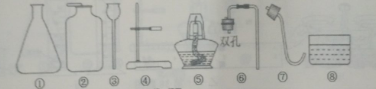 双孔
① ② ③ ④ ⑤ ⑥ ⑦ ⑧